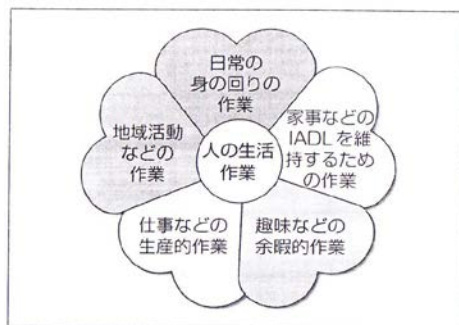 日常の
身の回りの
作業
家事などの
IADLを維
持するため
の作業
地域活動
などの
作業
人の生活
作業
仕事などの
生産的作業
趣味などの
余暇的作業